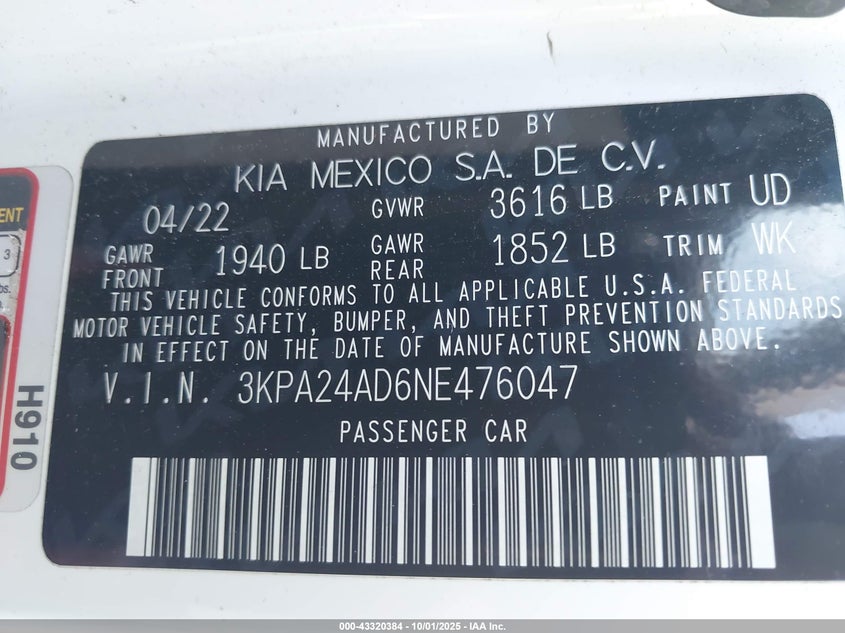 MANUFACTURED BY
KIA MEXICO S.A. DE C.V.
04/22 GVWR 3616 LB PAINT UD
GAWR FRONT 1940 LB GAWR REAR 1852 LB TRIM WK
THIS VEHICLE CONFORMS TO ALL APPLICABLE U.S.A. FEDERAL
MOTOR VEHICLE SAFETY, BUMPER, AND THEFT PREVENTION STANDARDS
IN EFFECT ON THE DATE OF MANUFACTURE SHOWN ABOVE.
V.I.N. 3KPA24AD6NE476047
PASSENGER CAR
3
H910
000-43320384 - 10/01/2025 - IAA Inc.